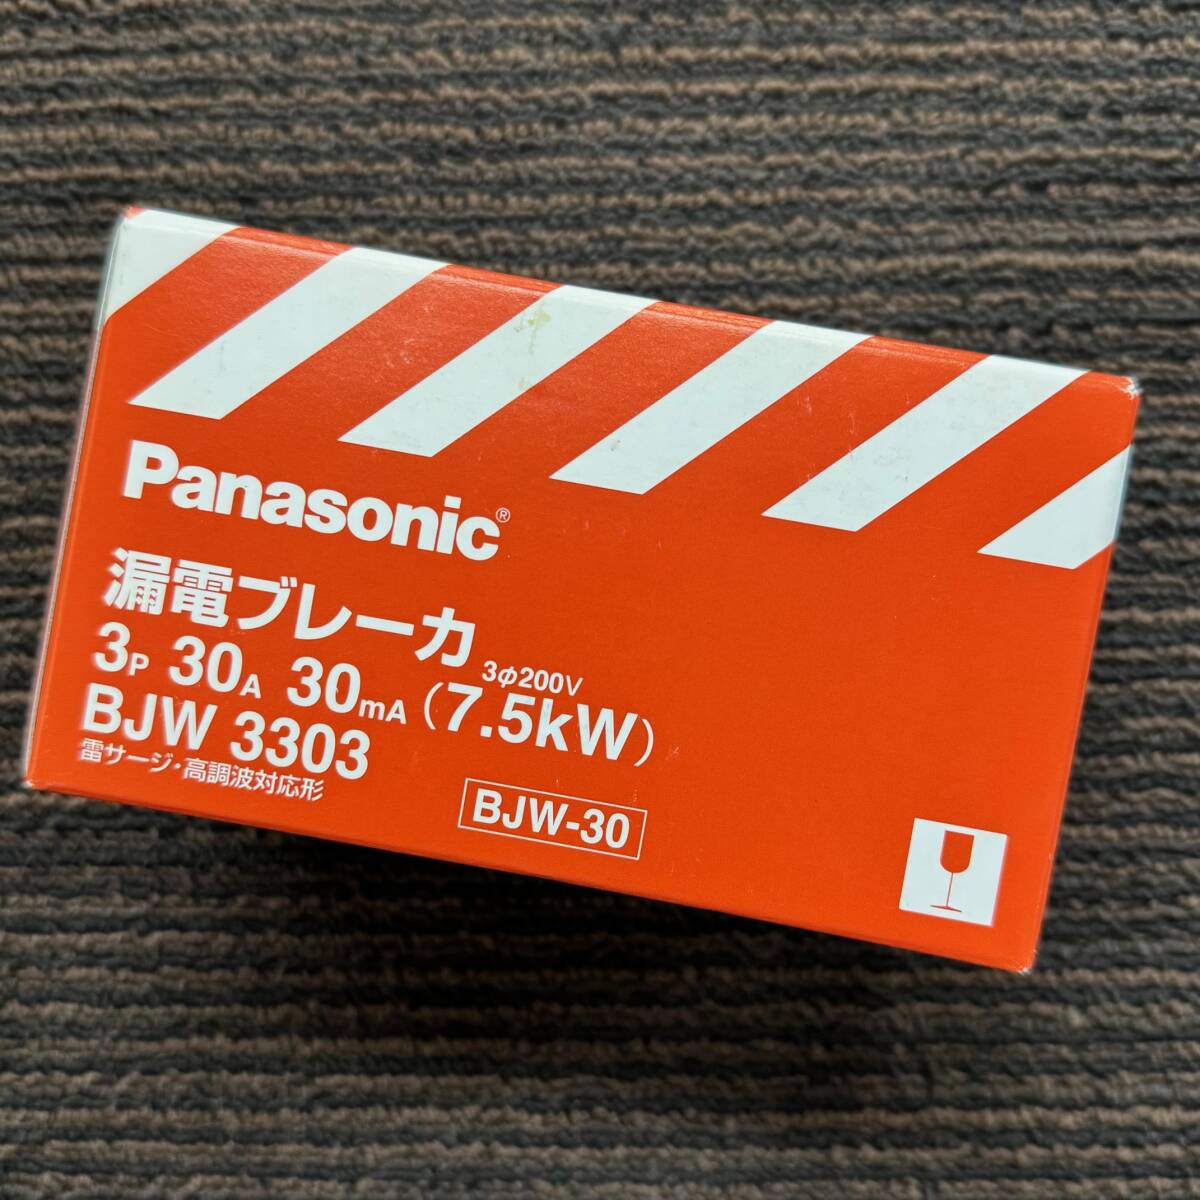 Panasonic®
漏電ブレーカ
3P 30A 30mA (7.5kW) 3φ200V
BJW 3303
雷サージ・高調波対応形
BJW-30